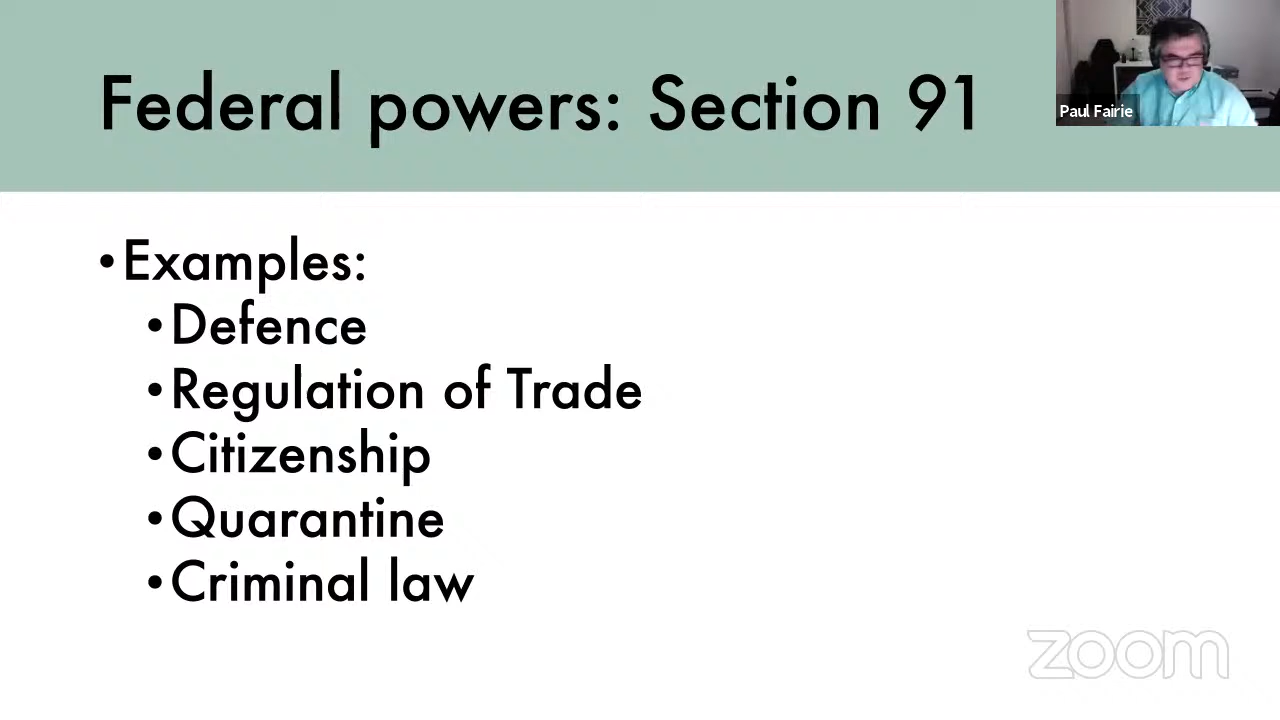 Federal powers: Section 91
Paul Fairie
•Examples:
•Defence
•Regulation of Trade
•Citizenship
•Quarantine
•Criminal law
zoom